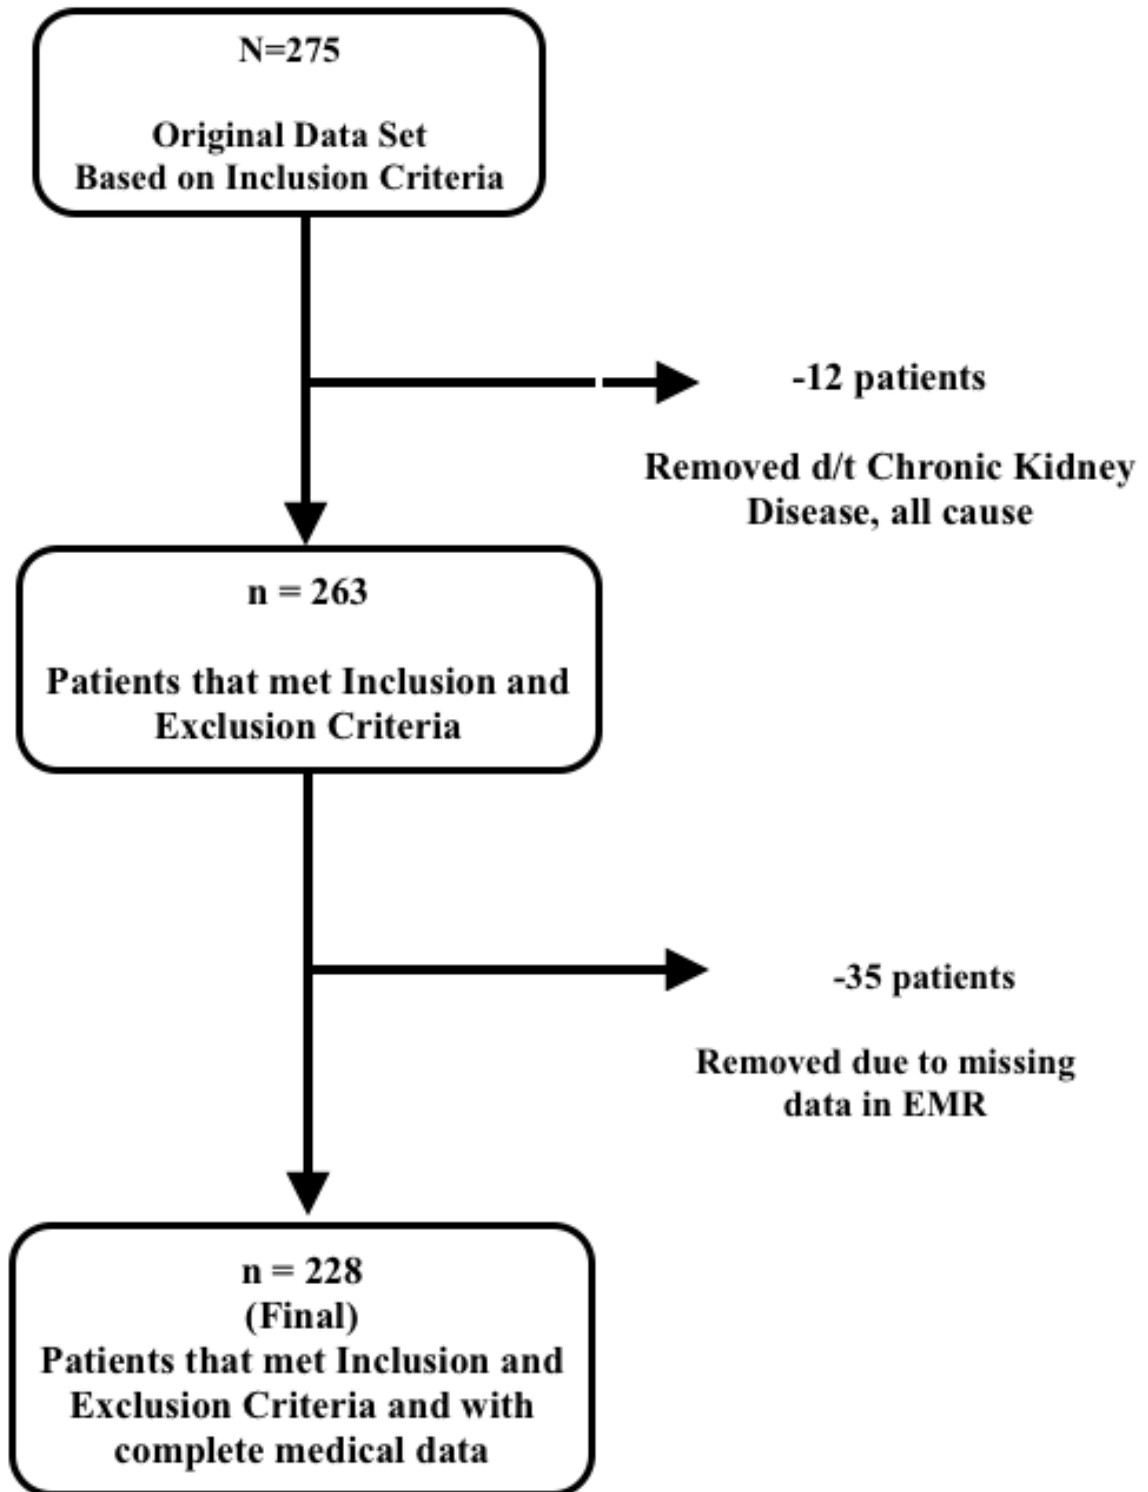 N=275
Original Data Set
Based on Inclusion Criteria
-12 patients
Removed d/t Chronic Kidney
Disease, all cause
n = 263
Patients that met Inclusion and
Exclusion Criteria
-35 patients
Removed due to missing
data in EMR
n = 228
(Final)
Patients that met Inclusion and
Exclusion Criteria and with
complete medical data